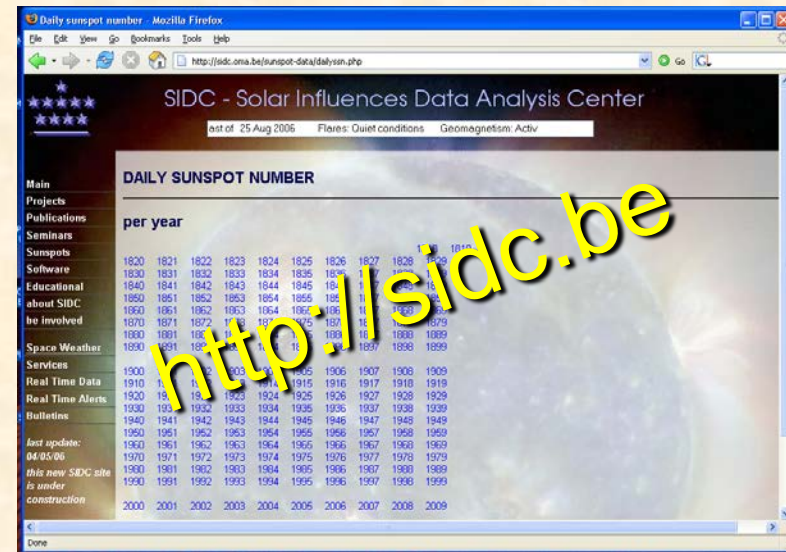 Daily sunspot number - Mozilla Firefox
File Edit View Go Bookmarks Tools Help
http://sidc.oma.be/sunspot-data/dailyssn.php Go
SIDC - Solar Influences Data Analysis Center
ast of 25 Aug 2006 Flares: Quiet conditions Geomagnetism: Activ
Main
Projects
Publications
Seminars
Sunspots
Software
Educational
about SIDC
be involved
Space Weather
Services
Real Time Data
Real Time Alerts
Bulletins
last update:
04/05/06
this new SIDC site
is under
construction
DAILY SUNSPOT NUMBER
per year
1820 1821 1822 1823 1824 1825 1826 1827 1828 1829
1830 1831 1832 1833 1834 1835
1840 1841 1842 1843 1844 1845
1850 1851 1852 1853 1854 1855
1860 1861 1862 1863 1864
1870 1871 1872 1879
1880 1881 1888 1889
1890 1897 1898 1899
1900 1906 1907 1908 1909
1910 1915 1916 1917 1918 1919
1920 1923 1924 1925 1926 1927 1928 1929
1930 1931 1932 1933 1934 1935 1936 1937 1938 1939
1940 1941 1942 1943 1944 1945 1946 1947 1948 1949
1950 1951 1952 1953 1954 1955 1956 1957 1958 1959
1960 1961 1962 1963 1964 1965 1966 1967 1968 1969
1970 1971 1972 1973 1974 1975 1976 1977 1978 1979
1980 1981 1982 1983 1984 1985 1986 1987 1988 1989
1990 1991 1992 1993 1994 1995 1996 1997 1998 1999
2000 2001 2002 2003 2004 2005 2006 2007 2008 2009
http://sidc.be
Done